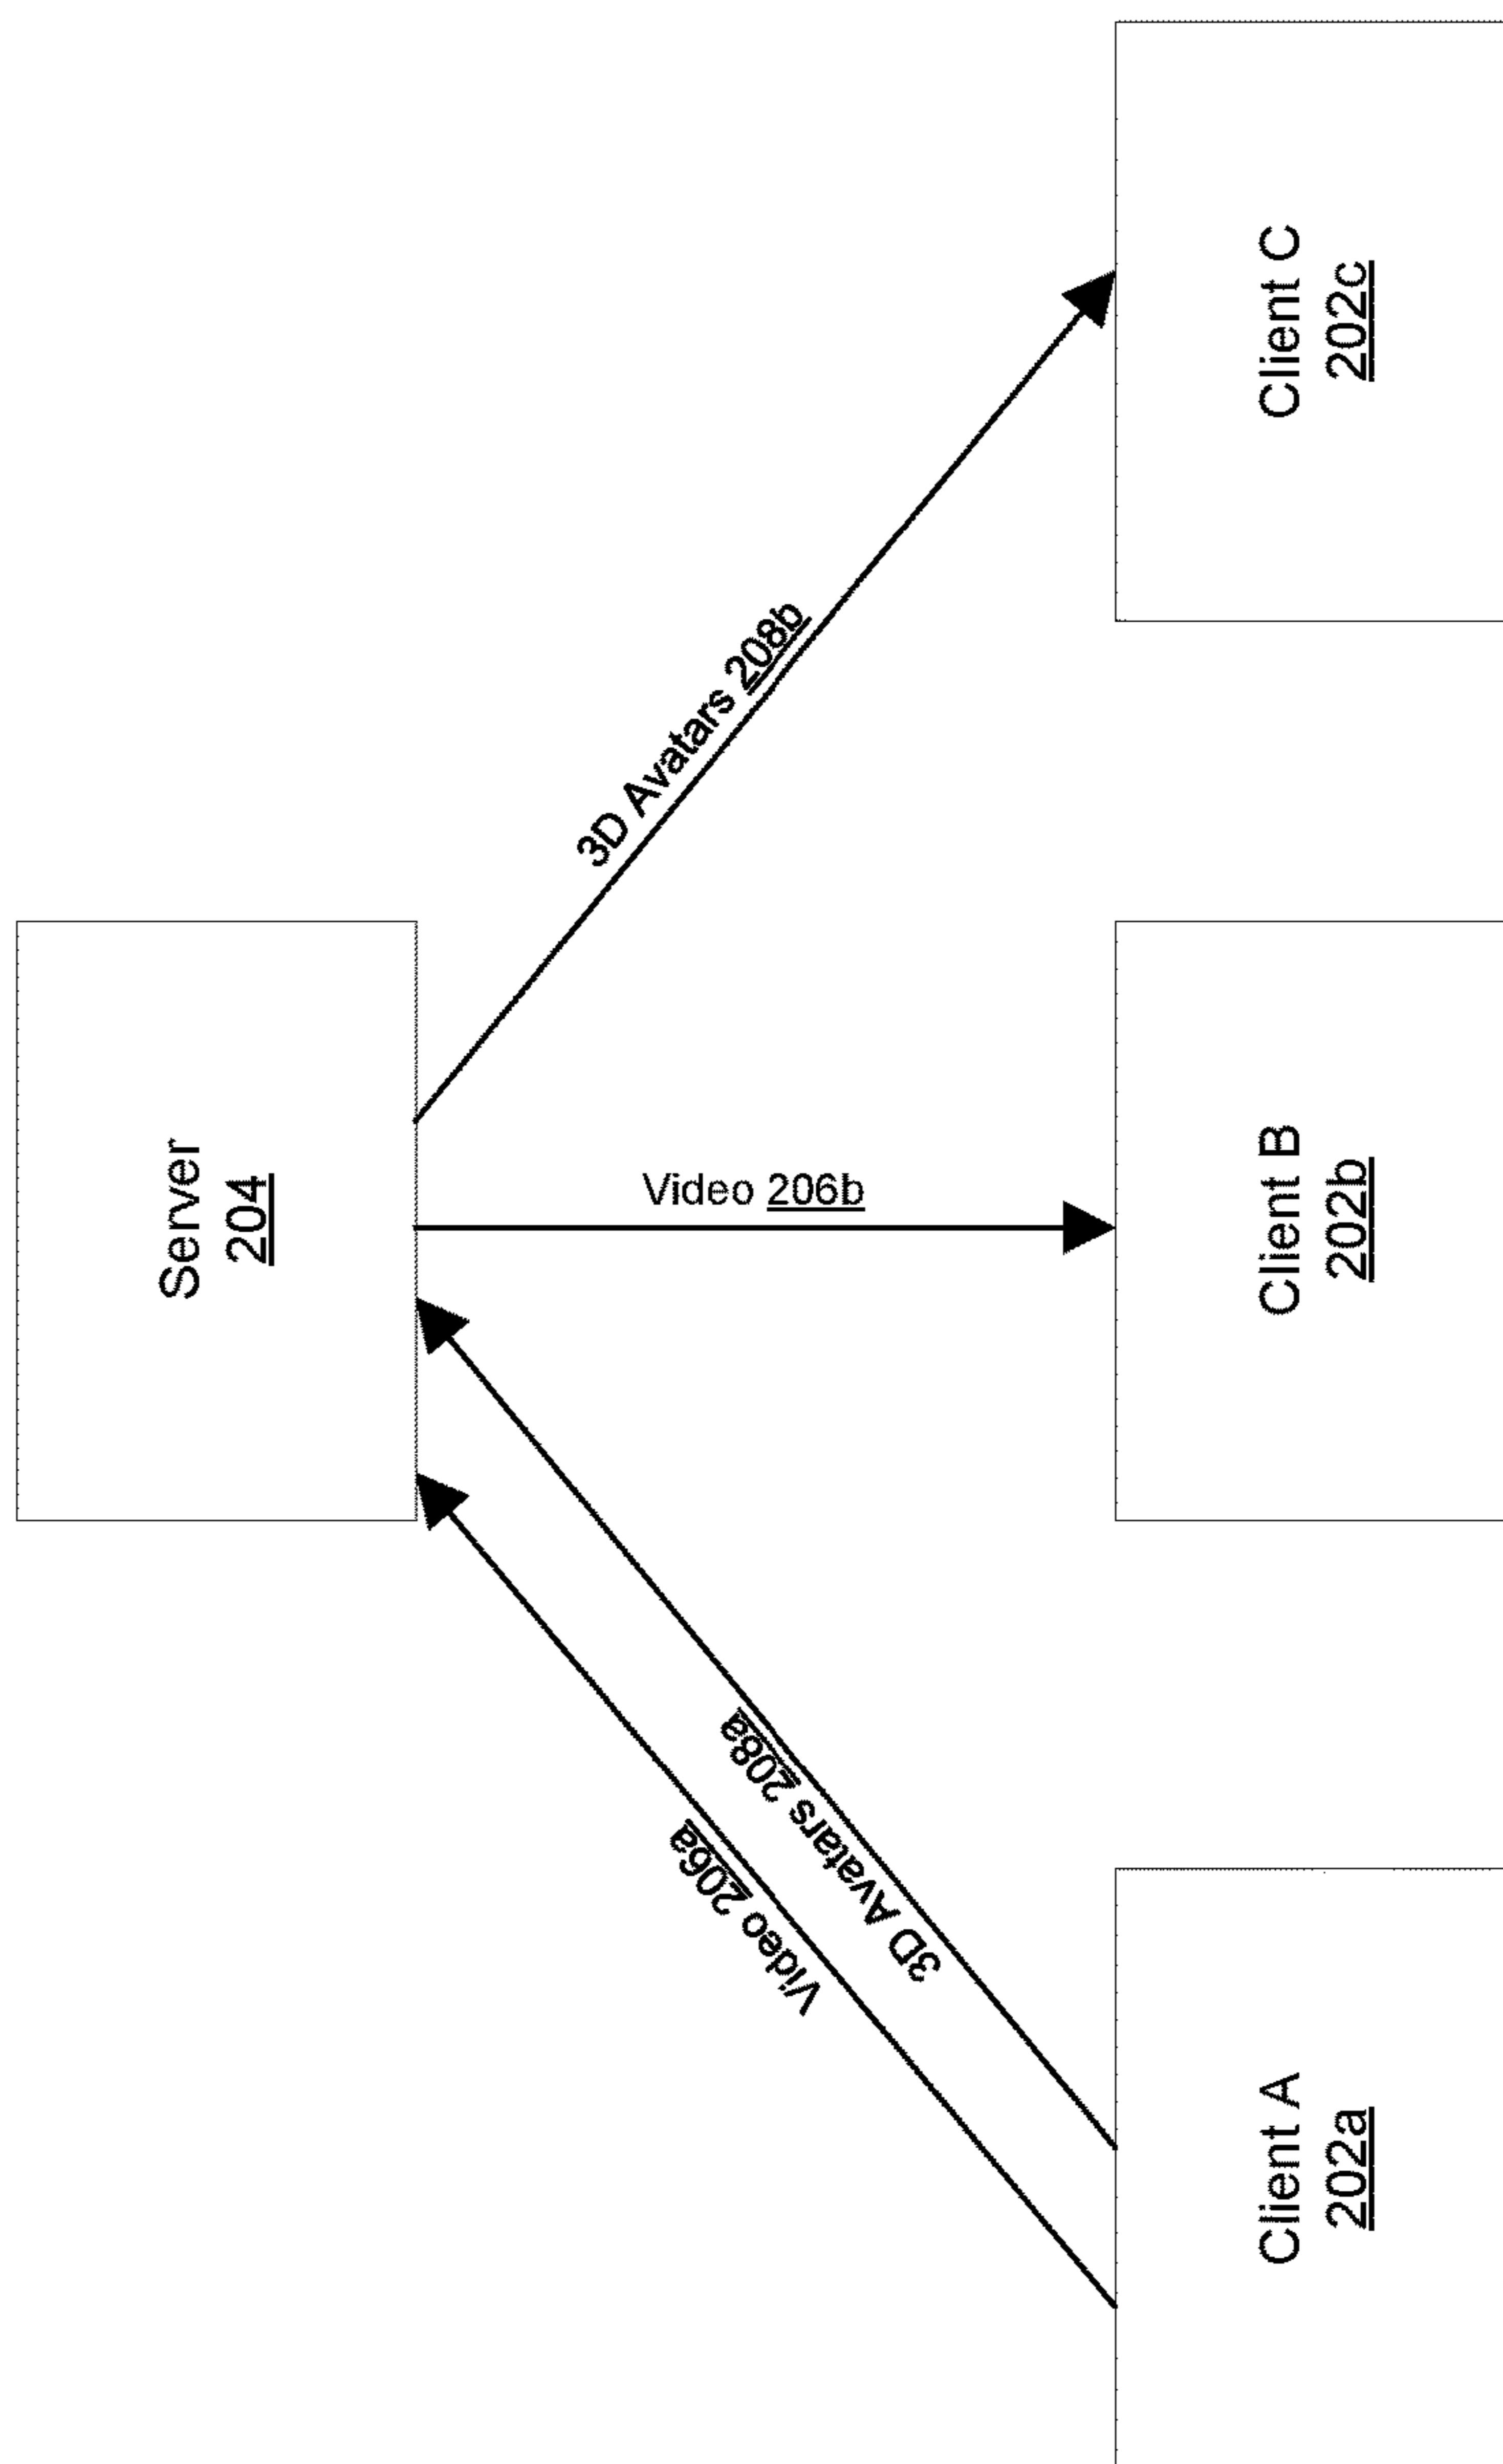 Server
204
Video 206a
3D Avatars 208a
Video 206b
3D Avatars 208b
Client A
202a
Client B
202b
Client C
202c